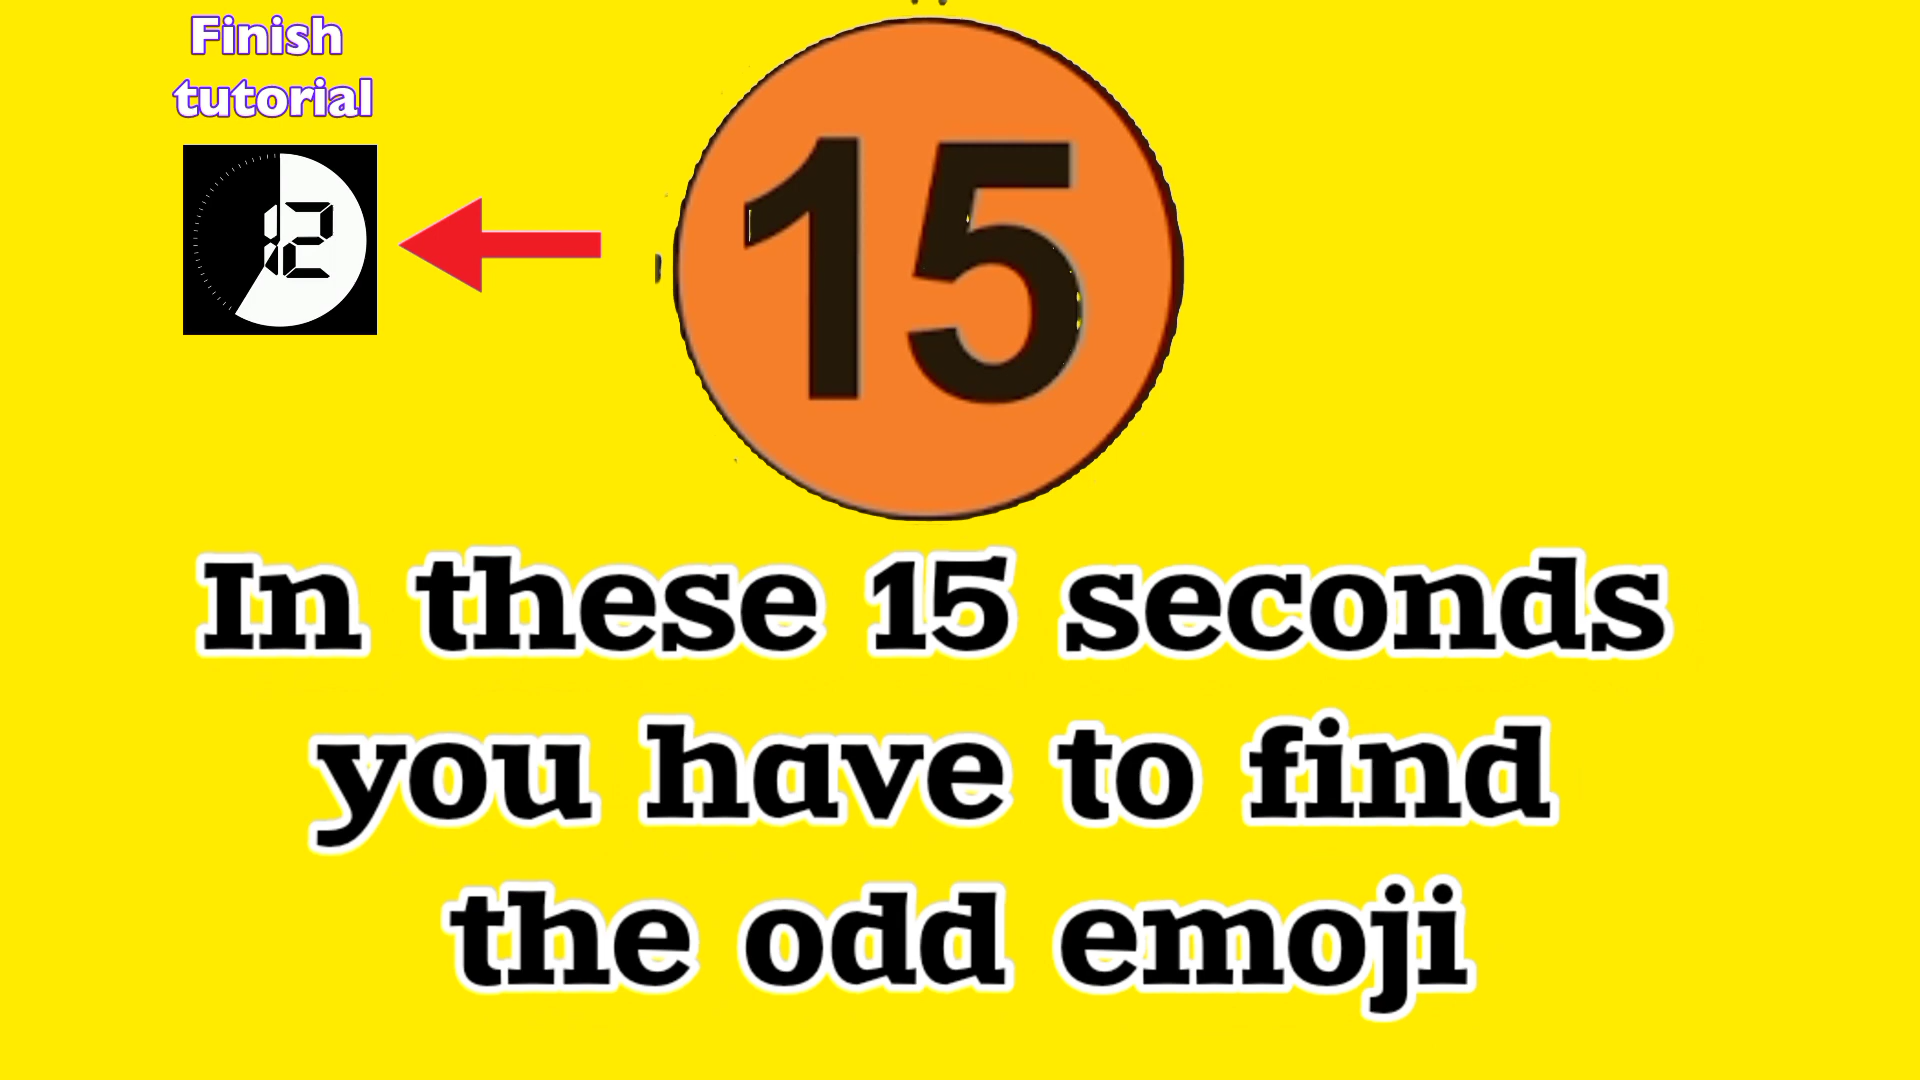 Finish
tutorial
12
15
In these 15 seconds
you have to find
the odd emoji